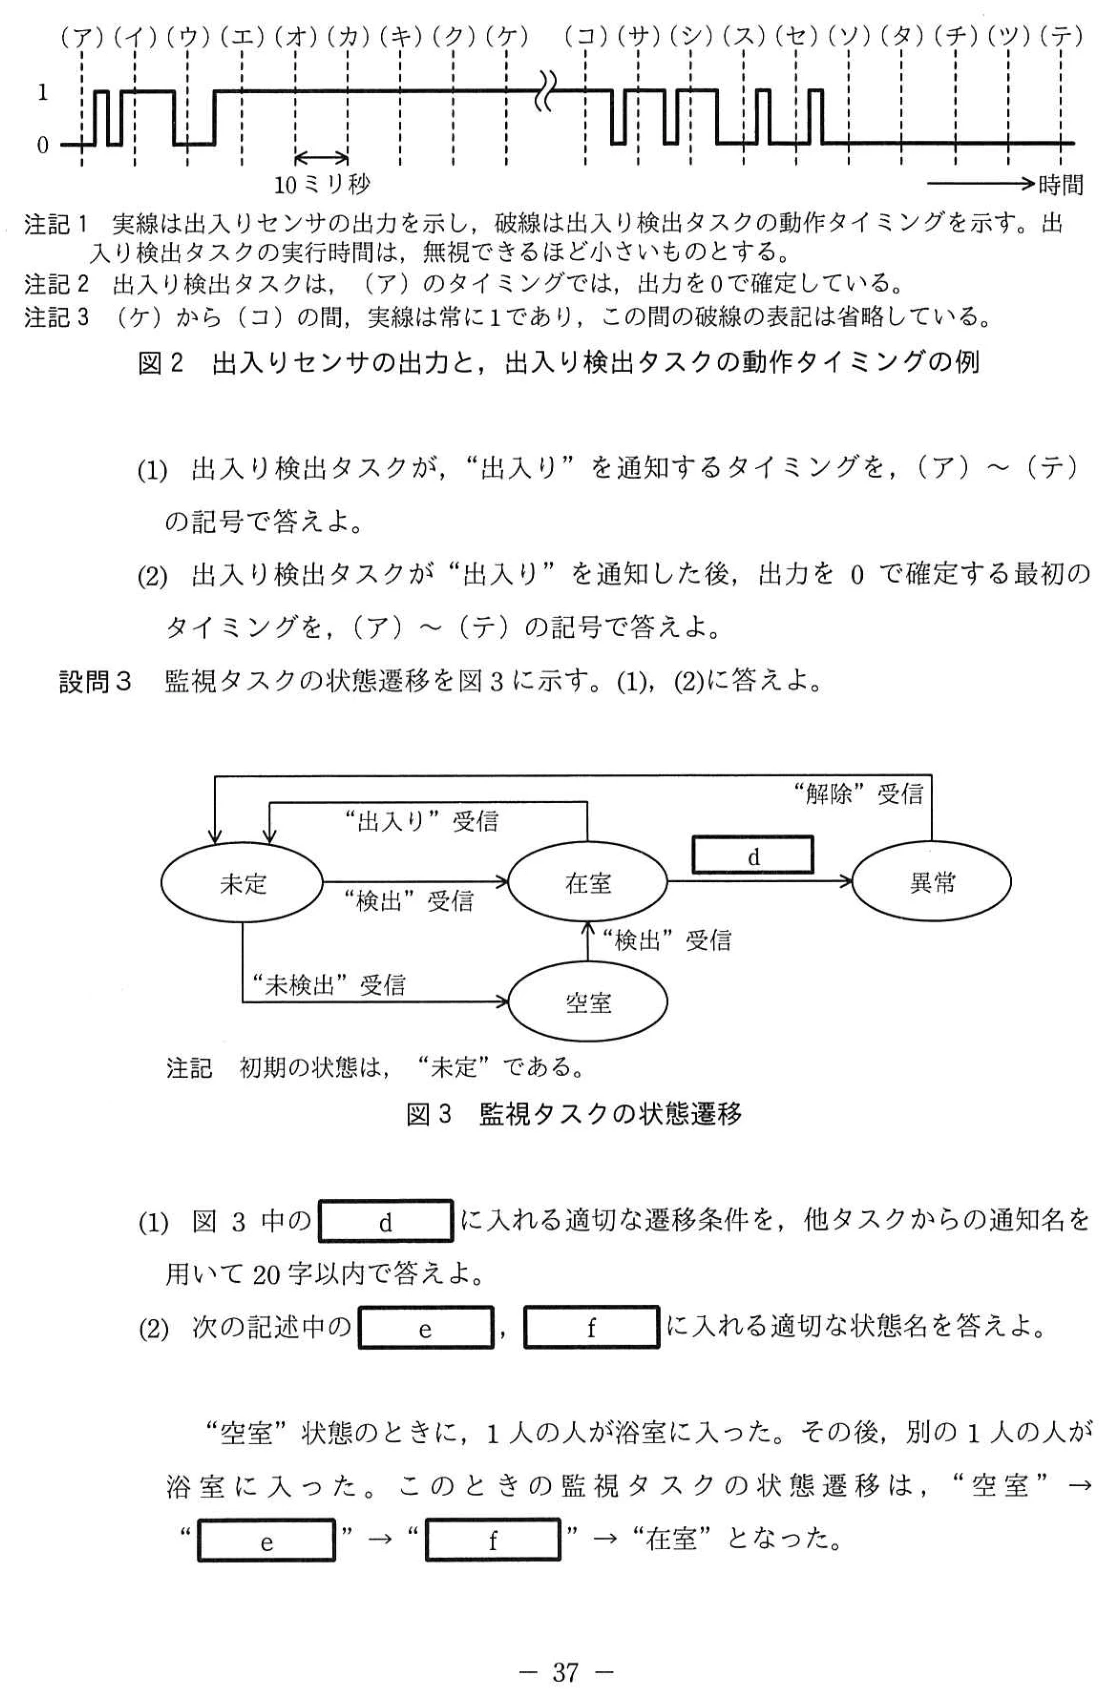 (ア)(イ)(ウ)(エ)(オ)(カ)(キ)(ク)(ケ) (コ)(サ)(シ)(ス)(セ)(ソ)(タ)(チ)(ツ)(テ)
1
0
10ミリ秒
時間
注記1 実線は出入りセンサの出力を示し，破線は出入り検出タスクの動作タイミングを示す。出
入り検出タスクの実行時間は，無視できるほど小さいものとする。
注記2 出入り検出タスクは，（ア）のタイミングでは，出力を0で確定している。
注記3 （ケ）から（コ）の間，実線は常に1であり，この間の破線の表記は省略している。
図2 出入りセンサの出力と，出入り検出タスクの動作タイミングの例
(1) 出入り検出タスクが，“出入り”を通知するタイミングを，（ア）～（テ）
の記号で答えよ。
(2) 出入り検出タスクが“出入り”を通知した後，出力を 0 で確定する最初の
タイミングを，（ア）～（テ）の記号で答えよ。
設問3 監視タスクの状態遷移を図3に示す。(1)，(2)に答えよ。
“解除”受信
“出入り”受信
d
未定
在室
異常
“検出”受信
“検出”受信
“未検出”受信
空室
注記 初期の状態は，“未定”である。
図3 監視タスクの状態遷移
(1) 図 3 中の d に入れる適切な遷移条件を，他タスクからの通知名を
用いて 20 字以内で答えよ。
(2) 次の記述中の e ， f に入れる適切な状態名を答えよ。
“空室”状態のときに，1 人の人が浴室に入った。その後，別の 1 人の人が
浴室に入った。このときの監視タスクの状態遷移は，“空室”→
“ e ”→“ f ”→“在室”となった。
－ 37 －